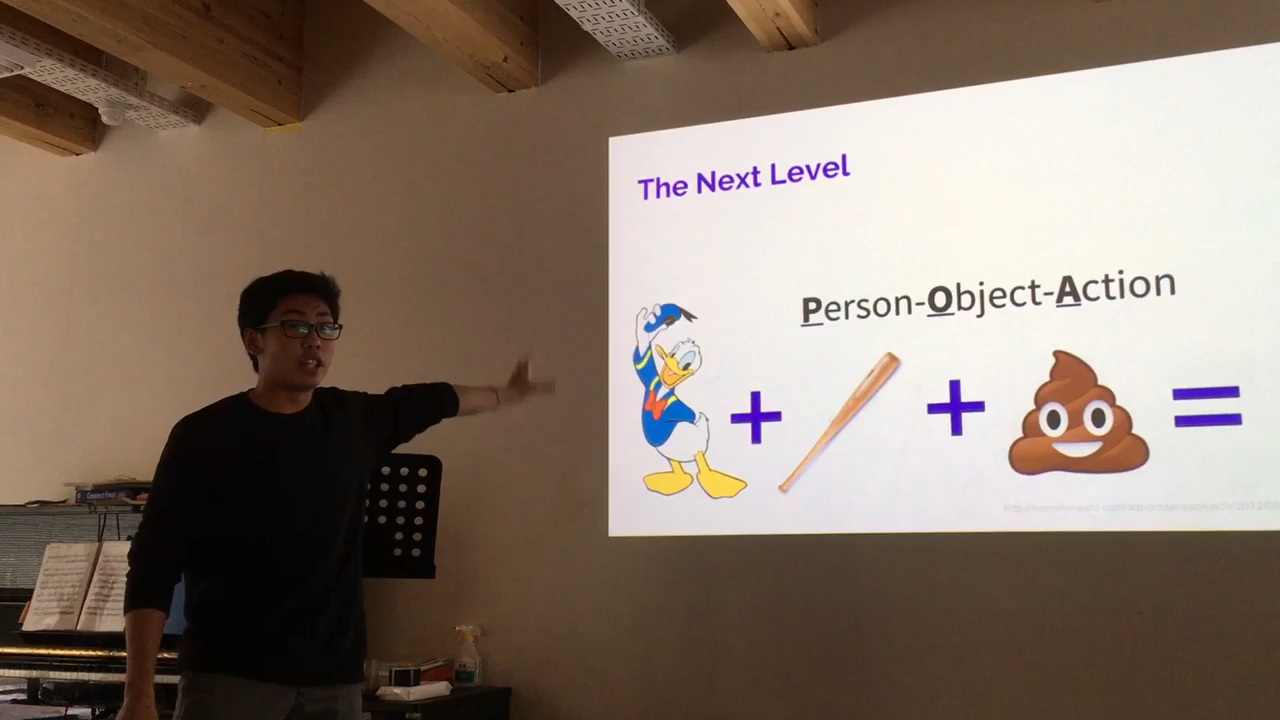 The Next Level
Person-Object-Action
+ + =